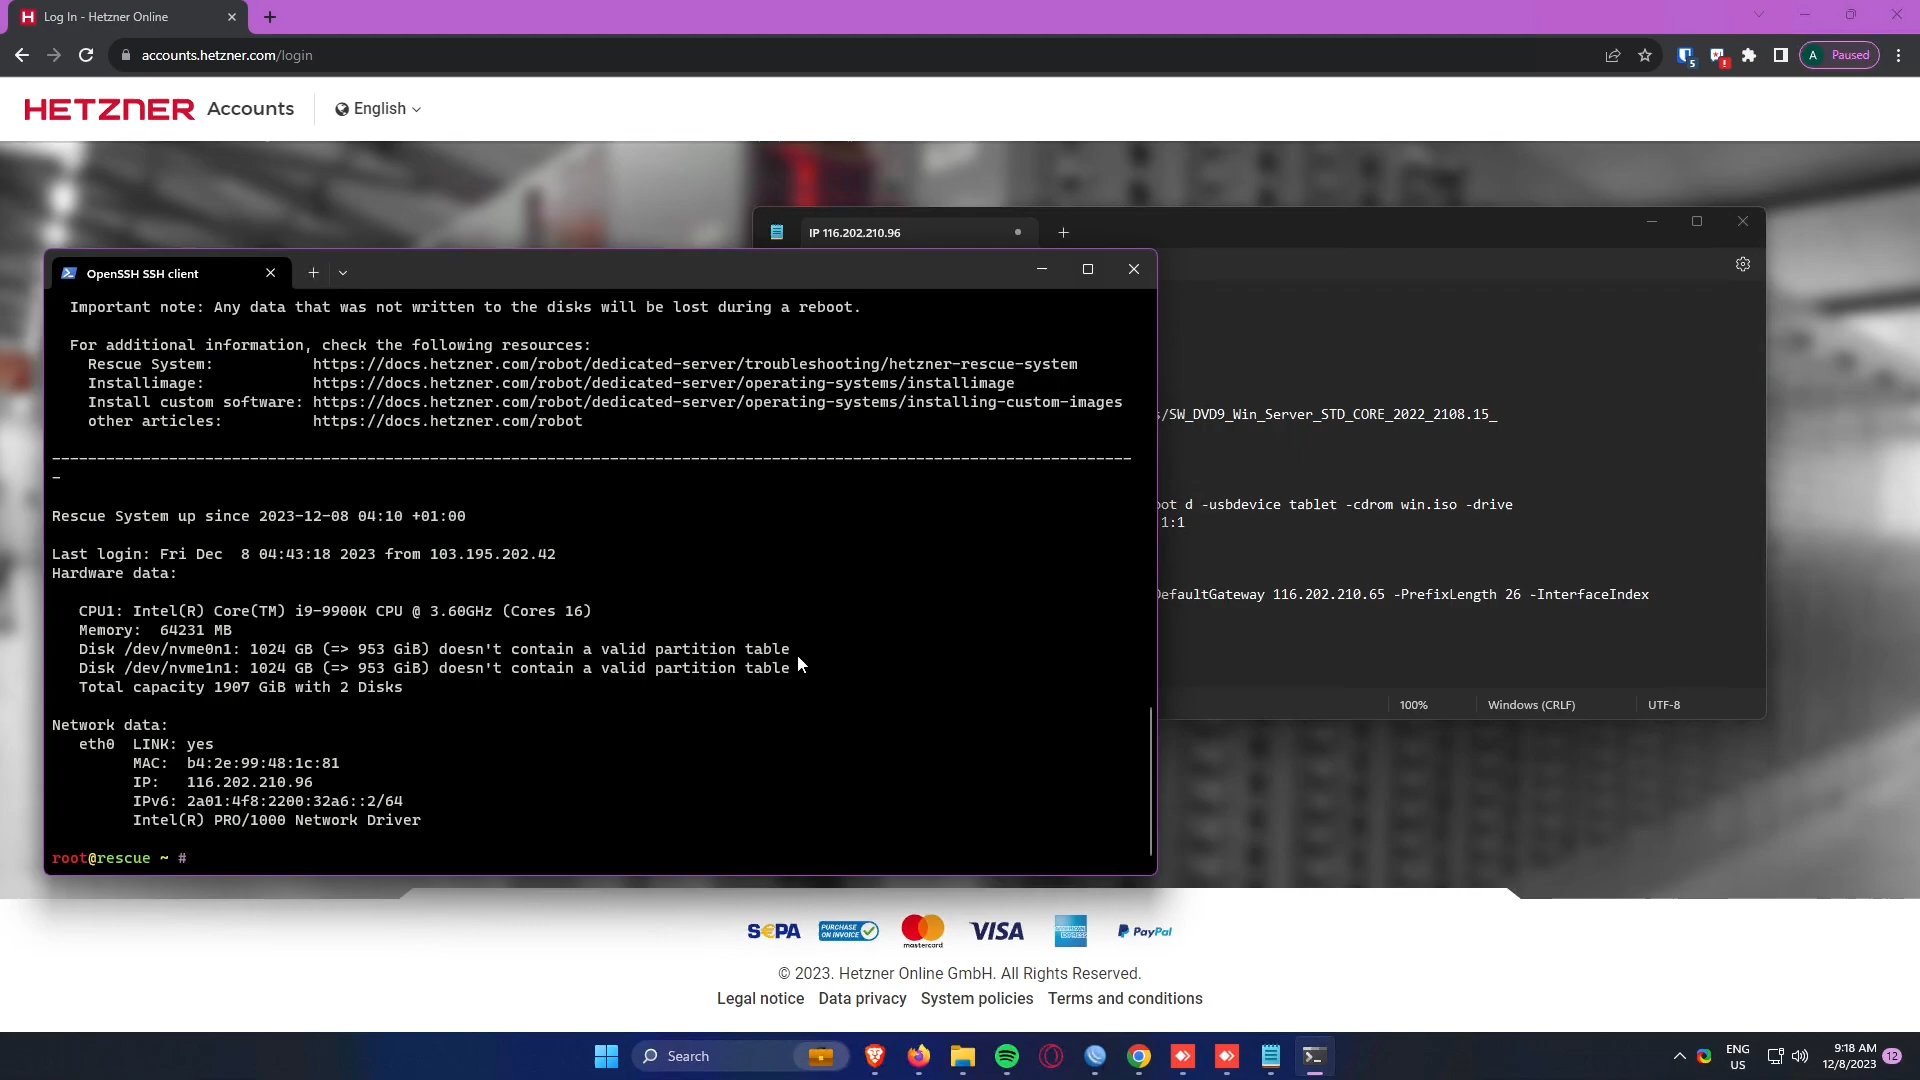 Log In - Hetzner Online
accounts.hetzner.com/login
5
A Paused
HETZNER Accounts
English
IP 116.202.210.96
OpenSSH SSH client
Important note: Any data that was not written to the disks will be lost during a reboot.
For additional information, check the following resources:
Rescue System: https://docs.hetzner.com/robot/dedicated-server/troubleshooting/hetzner-rescue-system
Installimage: https://docs.hetzner.com/robot/dedicated-server/operating-systems/installimage
Install custom software: https://docs.hetzner.com/robot/dedicated-server/operating-systems/installing-custom-images
other articles: https://docs.hetzner.com/robot
s/SW_DVD9_Win_Server_STD_CORE_2022_2108.15_
------------------------------------------------------------------------------------------------------------------------
-
Rescue System up since 2023-12-08 04:10 +01:00
oot d -usbdevice tablet -cdrom win.iso -drive
1:1
Last login: Fri Dec  8 04:43:18 2023 from 103.195.202.42
Hardware data:
CPU1: Intel(R) Core(TM) i9-9900K CPU @ 3.60GHz (Cores 16)
Memory:  64231 MB
Disk /dev/nvme0n1: 1024 GB (=> 953 GiB) doesn't contain a valid partition table
Disk /dev/nvme1n1: 1024 GB (=> 953 GiB) doesn't contain a valid partition table
Total capacity 1907 GiB with 2 Disks
DefaultGateway 116.202.210.65 -PrefixLength 26 -InterfaceIndex
100%
Windows (CRLF)
UTF-8
Network data:
eth0  LINK: yes
MAC:  b4:2e:99:48:1c:81
IP:   116.202.210.96
IPv6: 2a01:4f8:2200:32a6::2/64
Intel(R) PRO/1000 Network Driver
root@rescue ~ #
SEPA
PURCHASE ON INVOICE
mastercard
VISA
AMERICAN EXPRESS
PayPal
© 2023. Hetzner Online GmbH. All Rights Reserved.
Legal notice Data privacy System policies Terms and conditions
Search
ENG
US
9:18 AM
12/8/2023
12